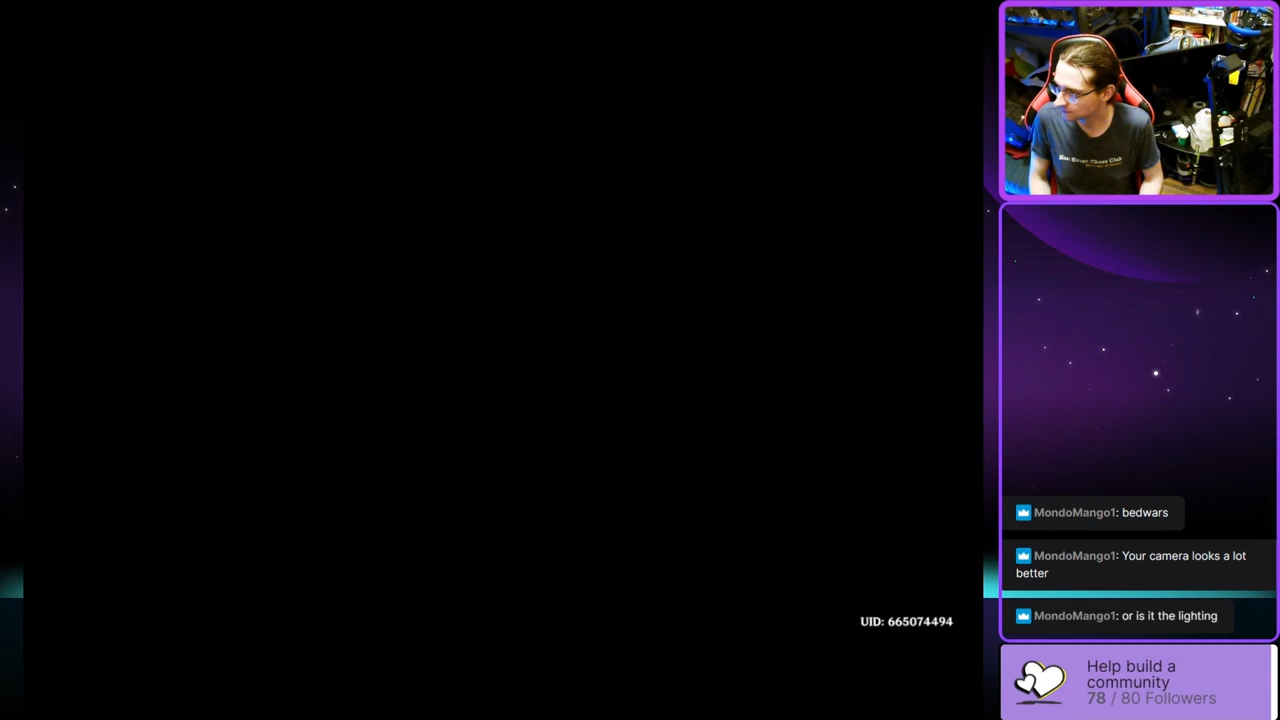 MondoMango1: bedwars
MondoMango1: Your camera looks a lot
better
MondoMango1: or is it the lighting
UID: 665074494
Help build a
community
78 / 80 Followers